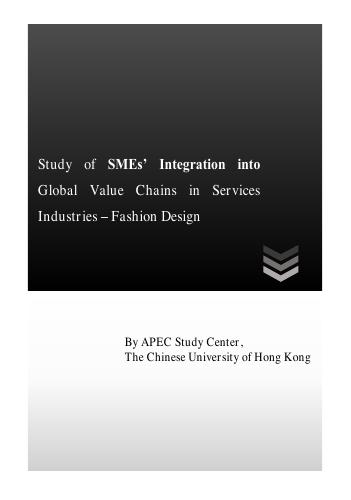 Study of SMEs’ Integration into
Global Value Chains in Services
Industries – Fashion Design
By APEC Study Center,
The Chinese University of Hong Kong